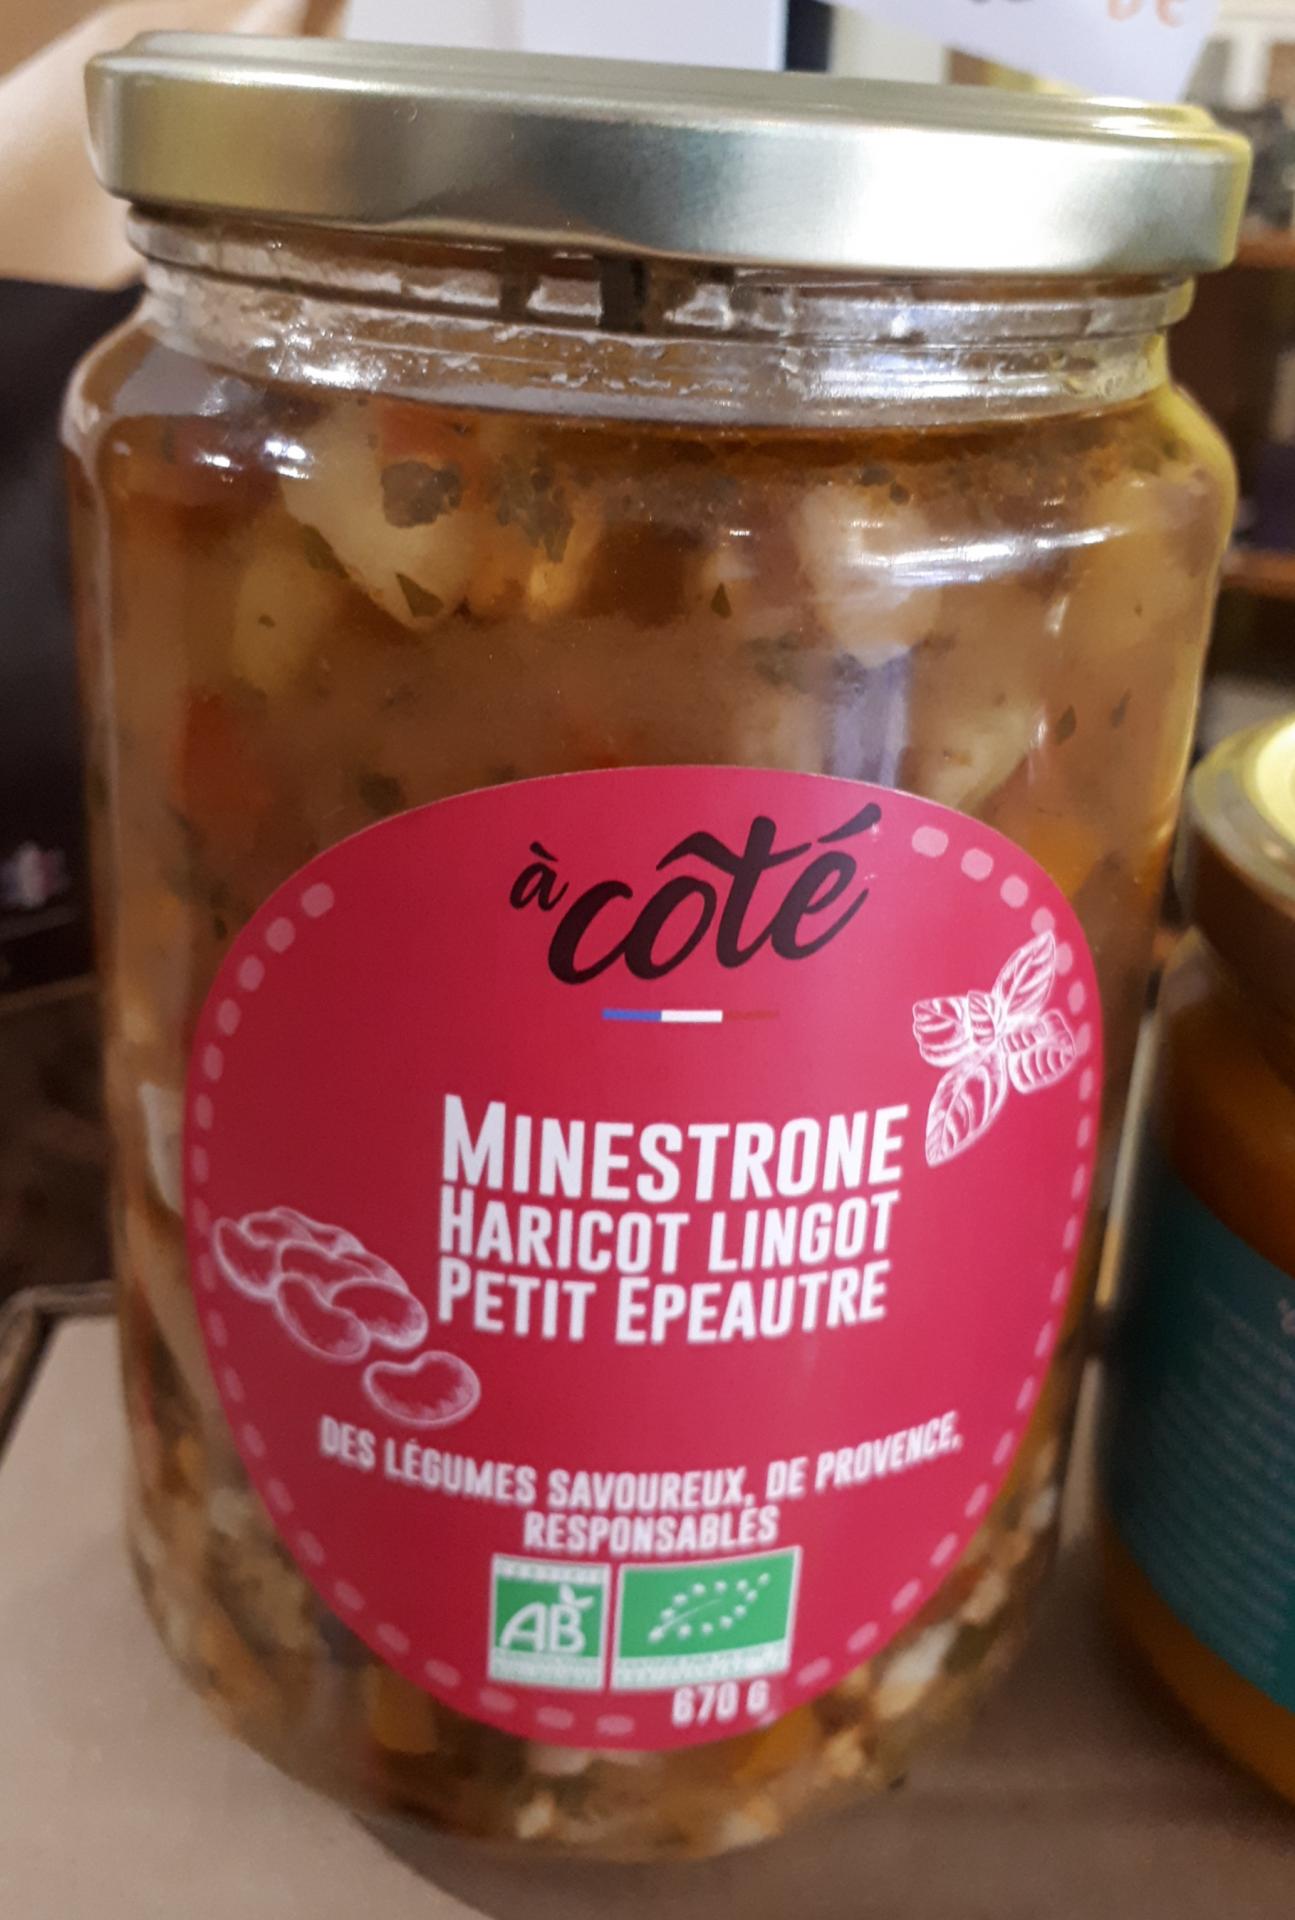 à côté
MINESTRONE
HARICOT LINGOT
PETIT EPEAUTRE
DES LÉGUMES SAVOUREUX, DE PROVENCE,
RESPONSABLES
AB
670 G